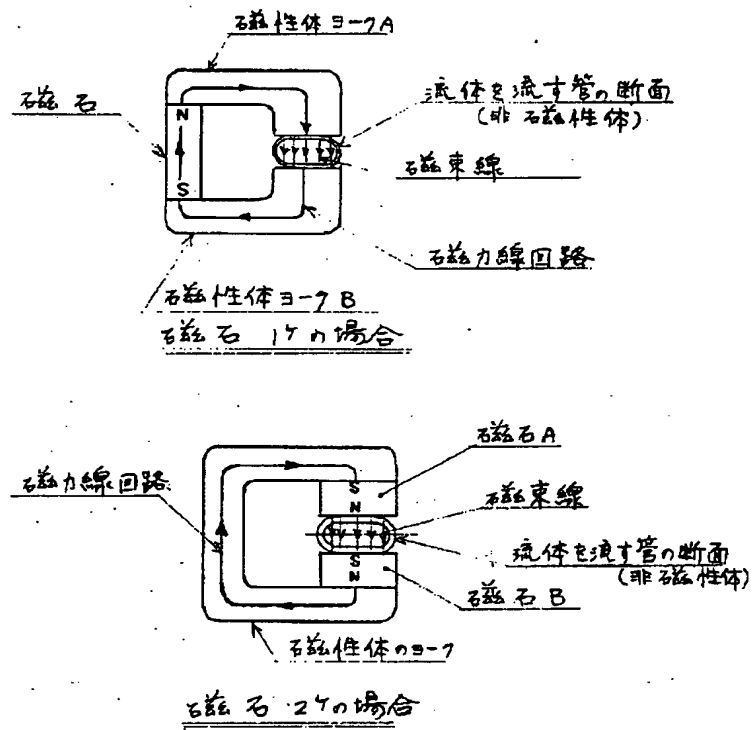 磁性体ヨークA
磁石
N
S
流体を流す管の断面
(非磁性体)
磁束線
磁力線回路
磁性体ヨークB
磁石 1ケの場合
磁石A
磁力線回路
S
N
磁束線
流体を流す管の断面
(非磁性体)
S
N
磁石B
磁性体のヨーク
磁石 2ケの場合